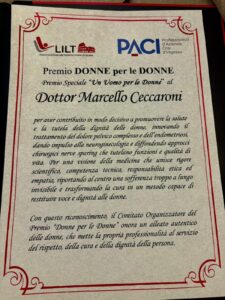 LILT
PACI
Professionisti
d'Azienda
Premio DONNE per le DONNE
Premio Speciale "Un Uomo per le Donne" al
Dottor Marcello Ceccaroni
per aver contribuito in modo decisivo a promuovere la salute
e la tutela della dignità delle donne, innovando il
trattamento del dolore pelvico complesso e dell'endometriosi,
dando impulso alla neuropelveologia e diffondendo approcci
chirurgici nerve sparing che tutelino funzioni e qualità di
vita. Per una visione della medicina che unisce rigore
scientifico, competenza tecnica, responsabilità etica ed
empatia, riportando al centro una sofferenza troppo a lungo
invisibile e trasformando la cura in un metodo capace di
restituire voce e dignità alle donne.
Con questo riconoscimento, il Comitato Organizzatore del
Premio "Donne per le Donne" onora un alleato autentico
delle donne, che mette la propria professionalità al servizio
del rispetto, della cura e della dignità della persona.